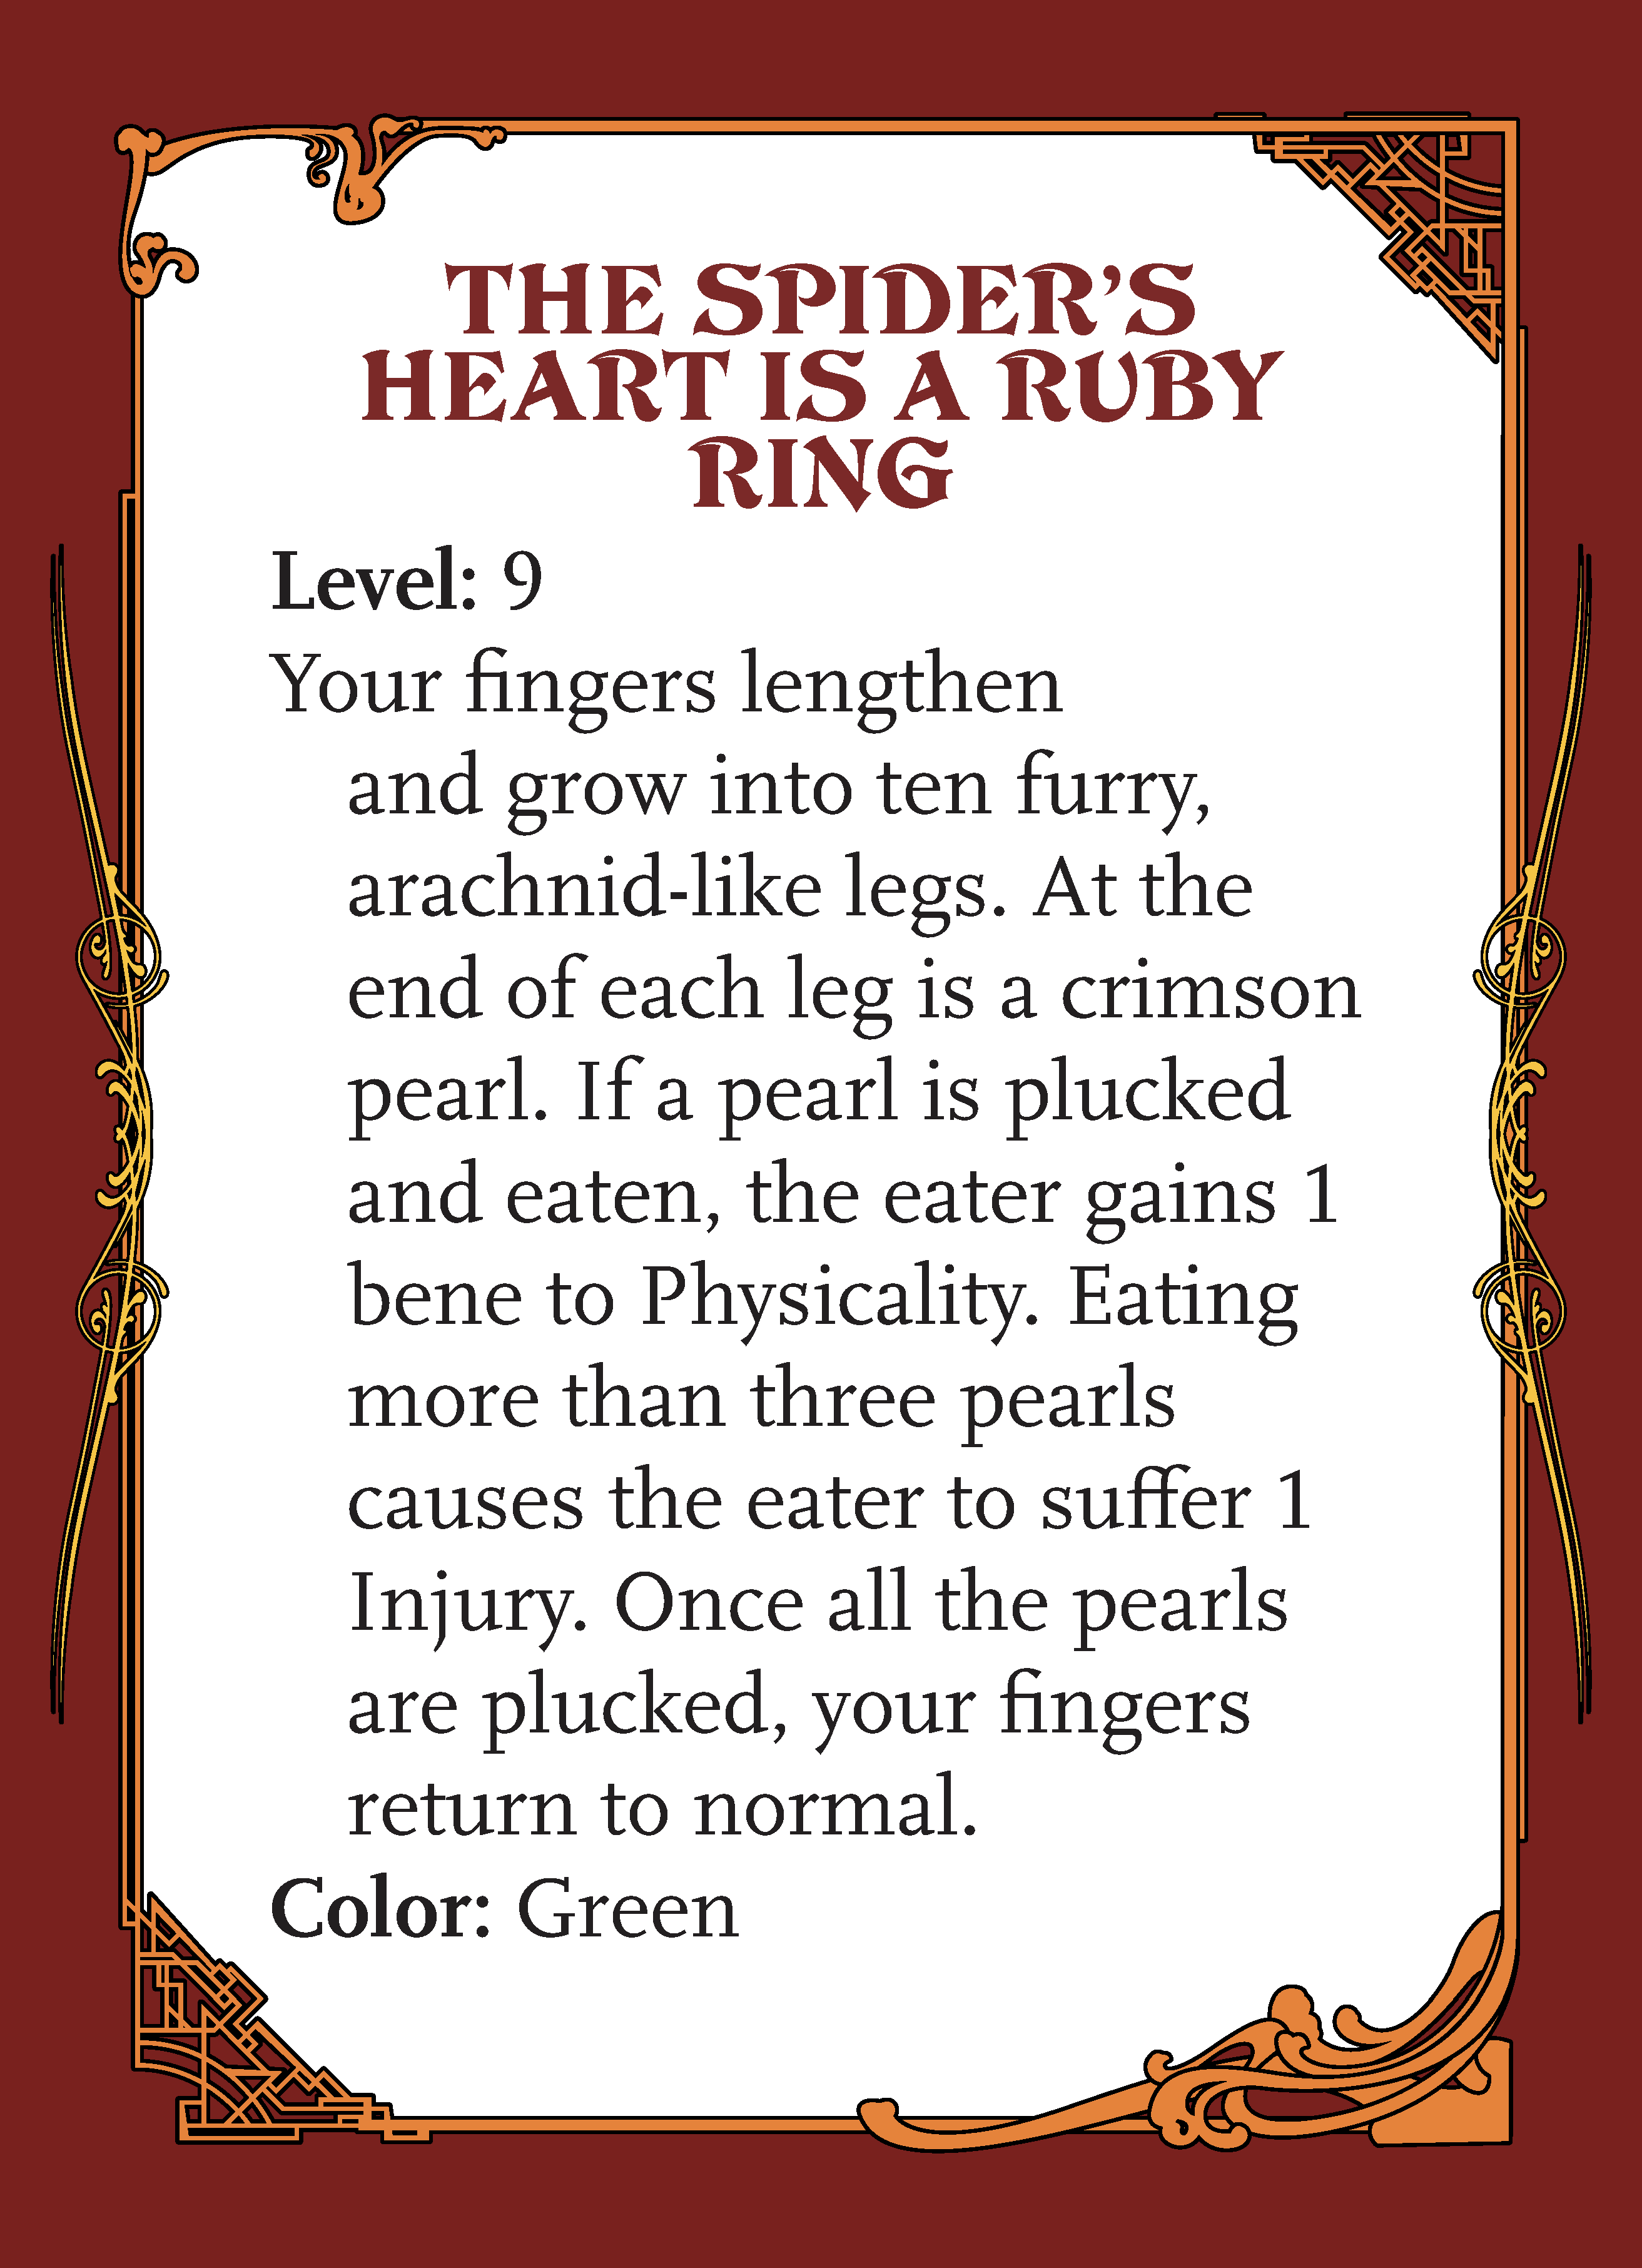 THE SPIDER’S
HEART IS A RUBY
RING
Level: 9
Your fingers lengthen
and grow into ten furry,
arachnid-like legs. At the
end of each leg is a crimson
pearl. If a pearl is plucked
and eaten, the eater gains 1
bene to Physicality. Eating
more than three pearls
causes the eater to suffer 1
Injury. Once all the pearls
are plucked, your fingers
return to normal.
Color: Green